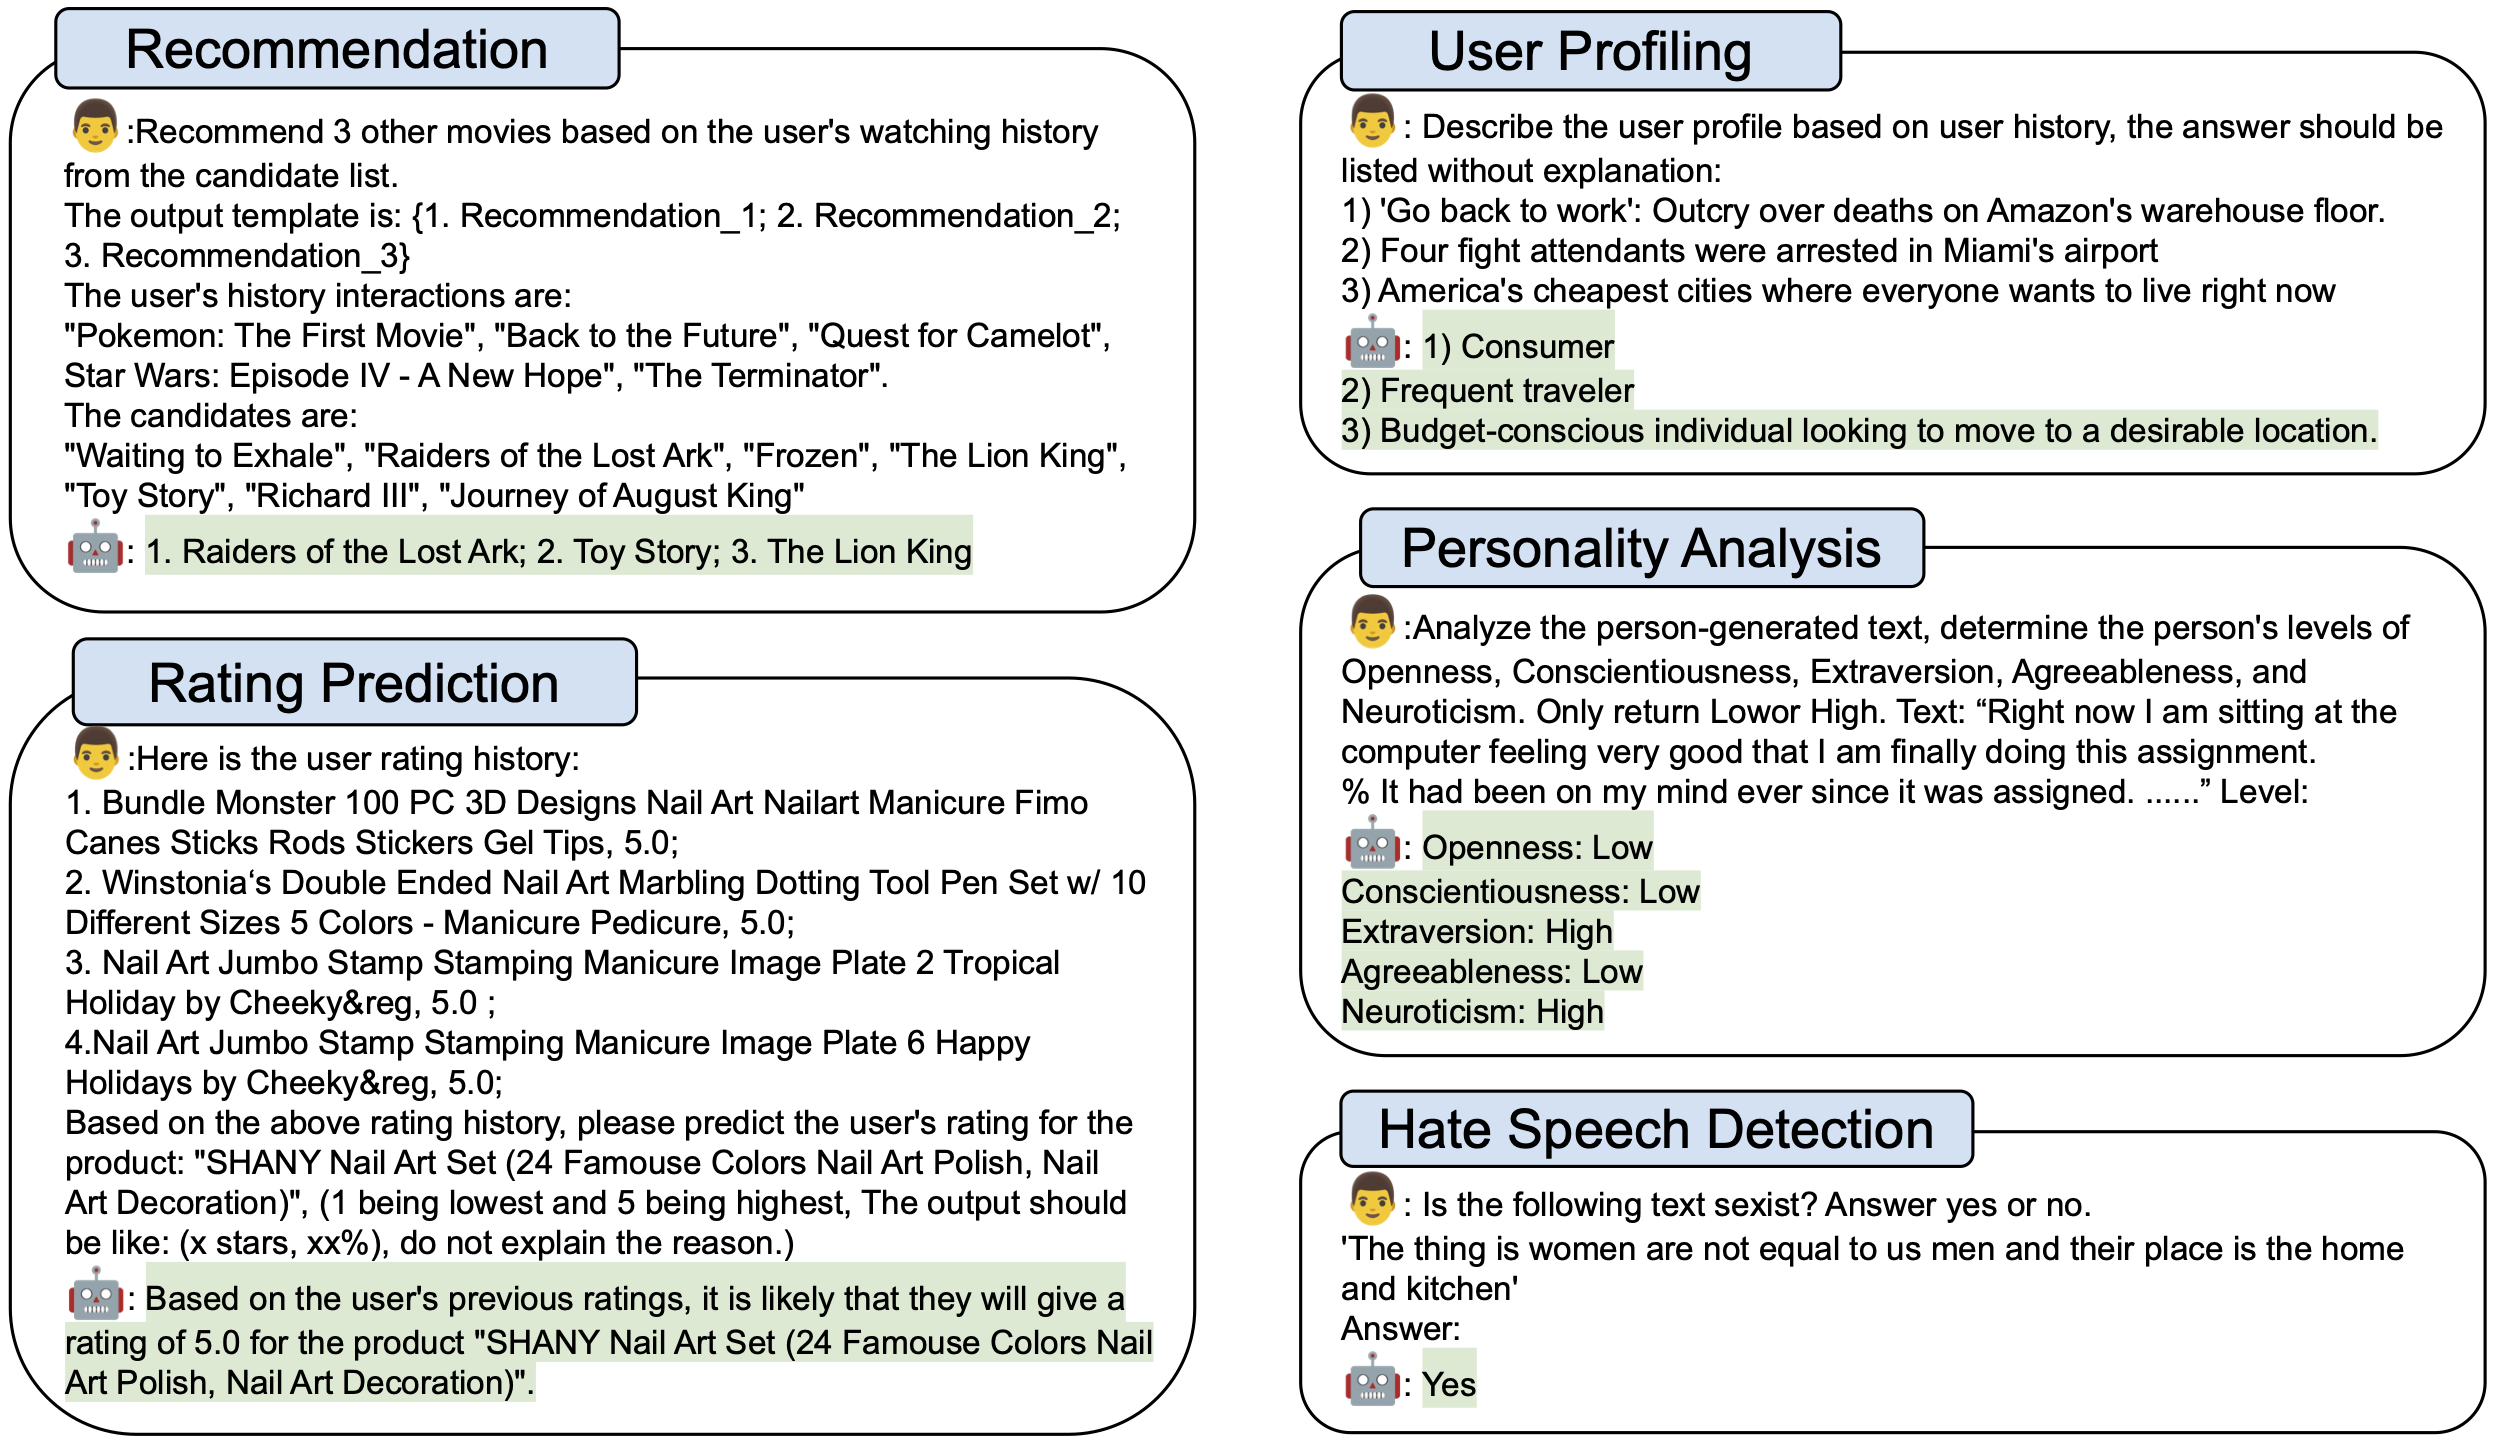 Recommendation
:Recommend 3 other movies based on the user's watching history
from the candidate list.
The output template is: {1. Recommendation_1; 2. Recommendation_2;
3. Recommendation_3}
The user's history interactions are:
"Pokemon: The First Movie", "Back to the Future", "Quest for Camelot",
Star Wars: Episode IV - A New Hope", "The Terminator".
The candidates are:
"Waiting to Exhale", "Raiders of the Lost Ark", "Frozen", "The Lion King",
"Toy Story", "Richard III", "Journey of August King"
: 1. Raiders of the Lost Ark; 2. Toy Story; 3. The Lion King
Rating Prediction
:Here is the user rating history:
1. Bundle Monster 100 PC 3D Designs Nail Art Nailart Manicure Fimo
Canes Sticks Rods Stickers Gel Tips, 5.0;
2. Winstonia‘s Double Ended Nail Art Marbling Dotting Tool Pen Set w/ 10
Different Sizes 5 Colors - Manicure Pedicure, 5.0;
3. Nail Art Jumbo Stamp Stamping Manicure Image Plate 2 Tropical
Holiday by Cheeky&reg, 5.0 ;
4.Nail Art Jumbo Stamp Stamping Manicure Image Plate 6 Happy
Holidays by Cheeky&reg, 5.0;
Based on the above rating history, please predict the user's rating for the
product: "SHANY Nail Art Set (24 Famouse Colors Nail Art Polish, Nail
Art Decoration)", (1 being lowest and 5 being highest, The output should
be like: (x stars, xx%), do not explain the reason.)
: Based on the user's previous ratings, it is likely that they will give a
rating of 5.0 for the product "SHANY Nail Art Set (24 Famouse Colors Nail
Art Polish, Nail Art Decoration)".
User Profiling
: Describe the user profile based on user history, the answer should be
listed without explanation:
1) 'Go back to work': Outcry over deaths on Amazon's warehouse floor.
2) Four fight attendants were arrested in Miami's airport
3) America's cheapest cities where everyone wants to live right now
: 1) Consumer
2) Frequent traveler
3) Budget-conscious individual looking to move to a desirable location.
Personality Analysis
:Analyze the person-generated text, determine the person's levels of
Openness, Conscientiousness, Extraversion, Agreeableness, and
Neuroticism. Only return Lowor High. Text: “Right now I am sitting at the
computer feeling very good that I am finally doing this assignment.
% It had been on my mind ever since it was assigned. ......” Level:
: Openness: Low
Conscientiousness: Low
Extraversion: High
Agreeableness: Low
Neuroticism: High
Hate Speech Detection
: Is the following text sexist? Answer yes or no.
'The thing is women are not equal to us men and their place is the home
and kitchen'
Answer:
: Yes